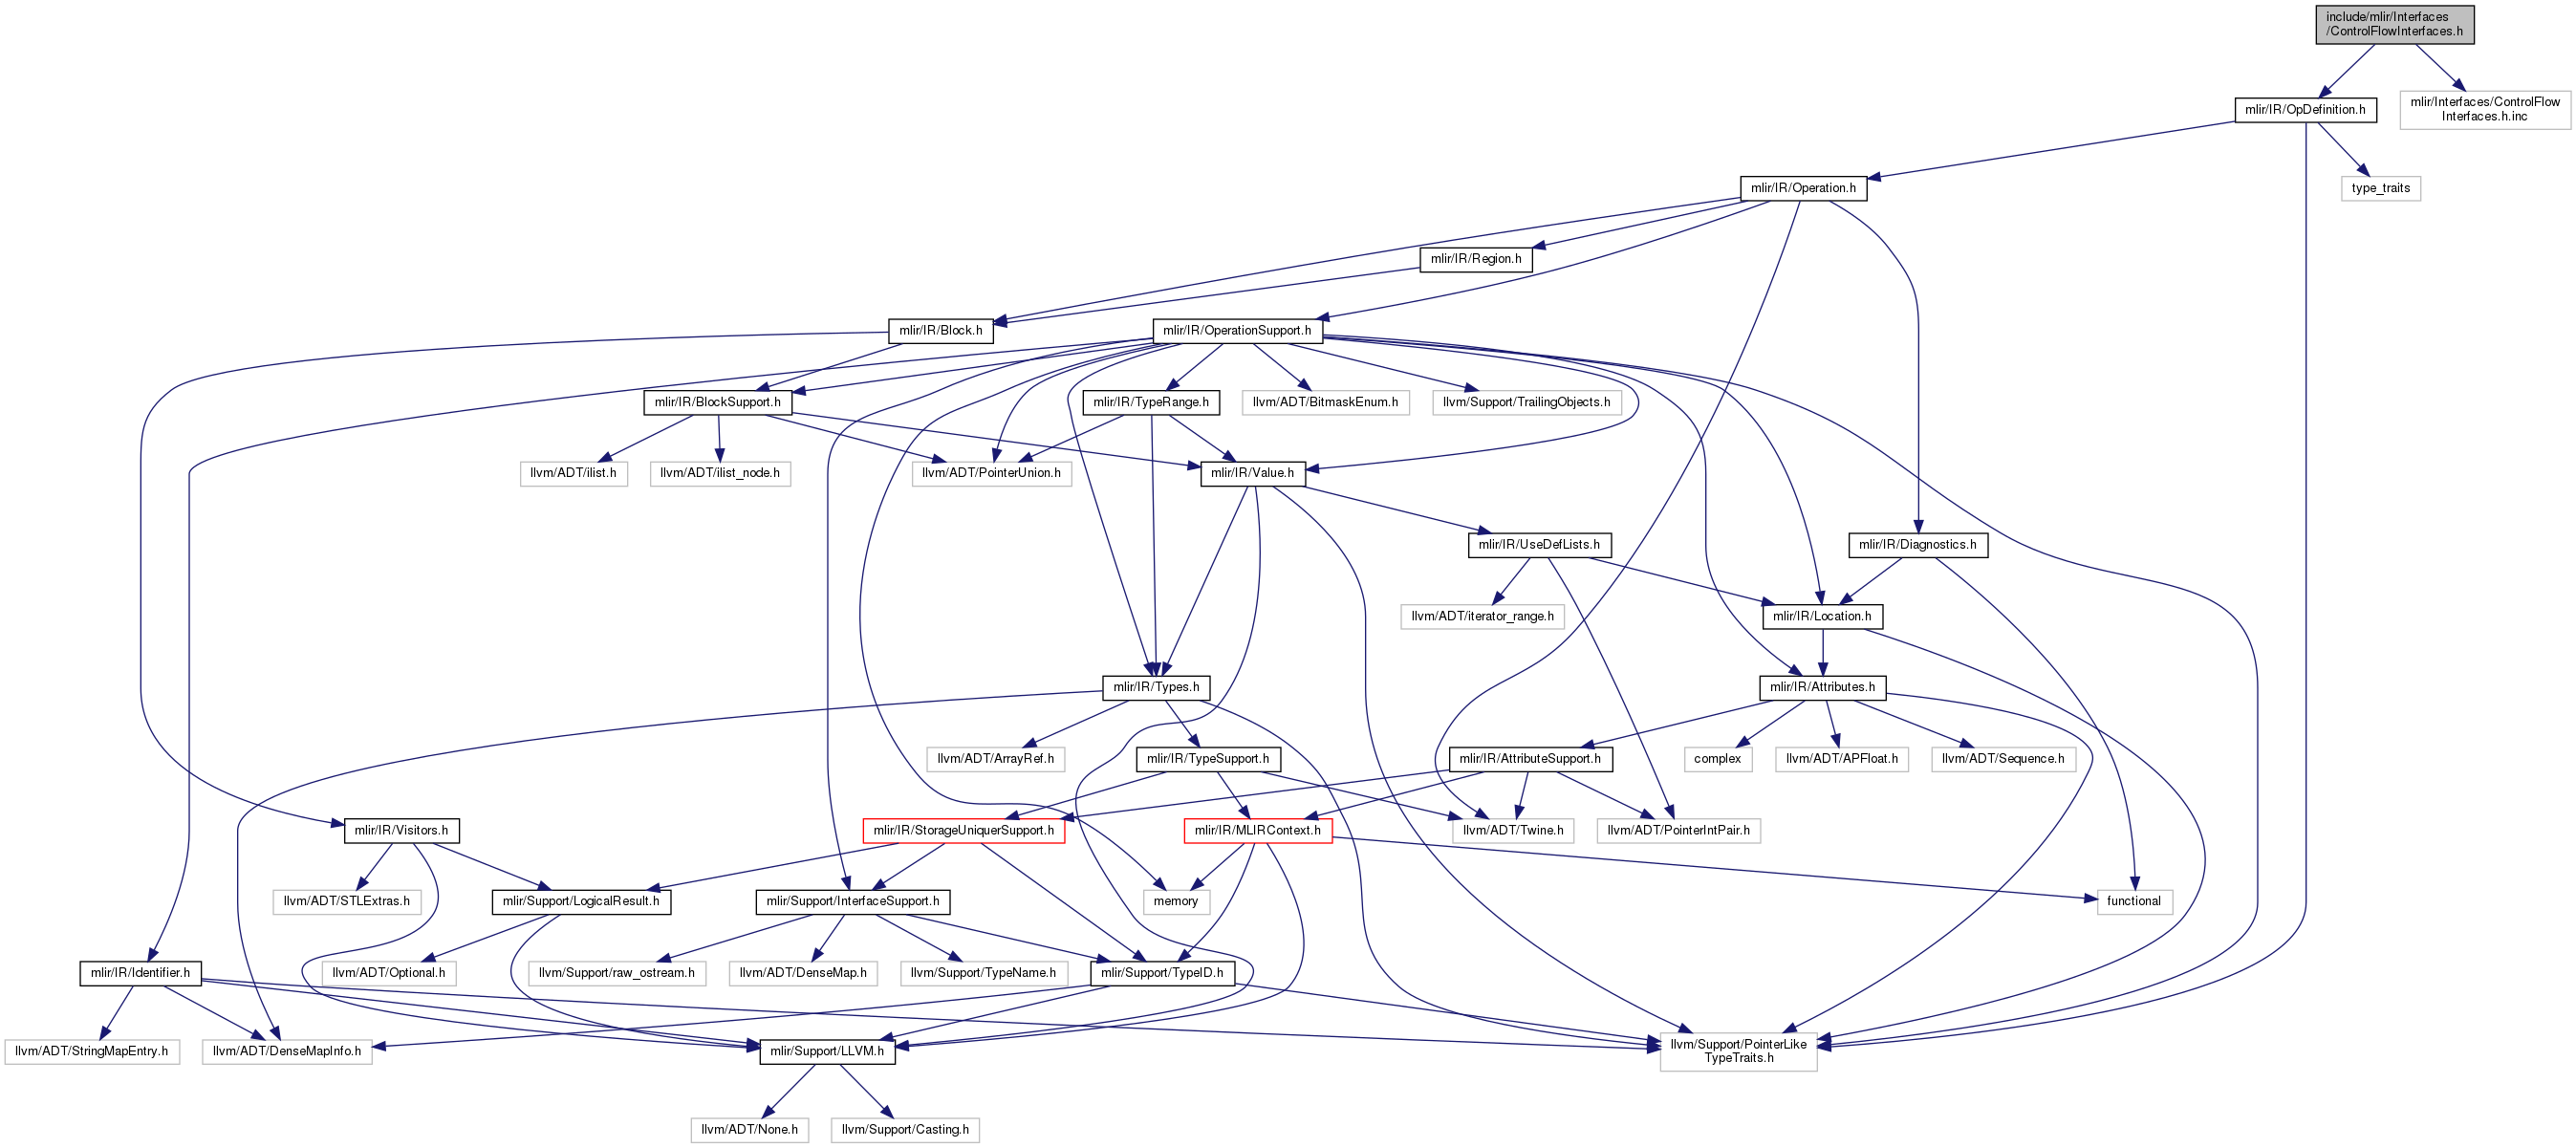 include/mlir/Interfaces
/ControlFlowInterfaces.h
mlir/IR/OpDefinition.h
mlir/Interfaces/ControlFlow
Interfaces.h.inc
mlir/IR/Operation.h
type_traits
mlir/IR/Region.h
mlir/IR/Block.h
mlir/IR/OperationSupport.h
mlir/IR/BlockSupport.h
mlir/IR/TypeRange.h
llvm/ADT/BitmaskEnum.h
llvm/Support/TrailingObjects.h
llvm/ADT/ilist.h
llvm/ADT/ilist_node.h
llvm/ADT/PointerUnion.h
mlir/IR/Value.h
mlir/IR/UseDefLists.h
mlir/IR/Diagnostics.h
llvm/ADT/iterator_range.h
mlir/IR/Location.h
mlir/IR/Types.h
mlir/IR/Attributes.h
llvm/ADT/ArrayRef.h
mlir/IR/TypeSupport.h
mlir/IR/AttributeSupport.h
complex
llvm/ADT/APFloat.h
llvm/ADT/Sequence.h
mlir/IR/Visitors.h
mlir/IR/StorageUniquerSupport.h
mlir/IR/MLIRContext.h
llvm/ADT/Twine.h
llvm/ADT/PointerIntPair.h
llvm/ADT/STLExtras.h
mlir/Support/LogicalResult.h
mlir/Support/InterfaceSupport.h
memory
functional
mlir/IR/Identifier.h
llvm/ADT/Optional.h
llvm/Support/raw_ostream.h
llvm/ADT/DenseMap.h
llvm/Support/TypeName.h
mlir/Support/TypeID.h
llvm/ADT/StringMapEntry.h
llvm/ADT/DenseMapInfo.h
mlir/Support/LLVM.h
llvm/Support/PointerLike
TypeTraits.h
llvm/ADT/None.h
llvm/Support/Casting.h